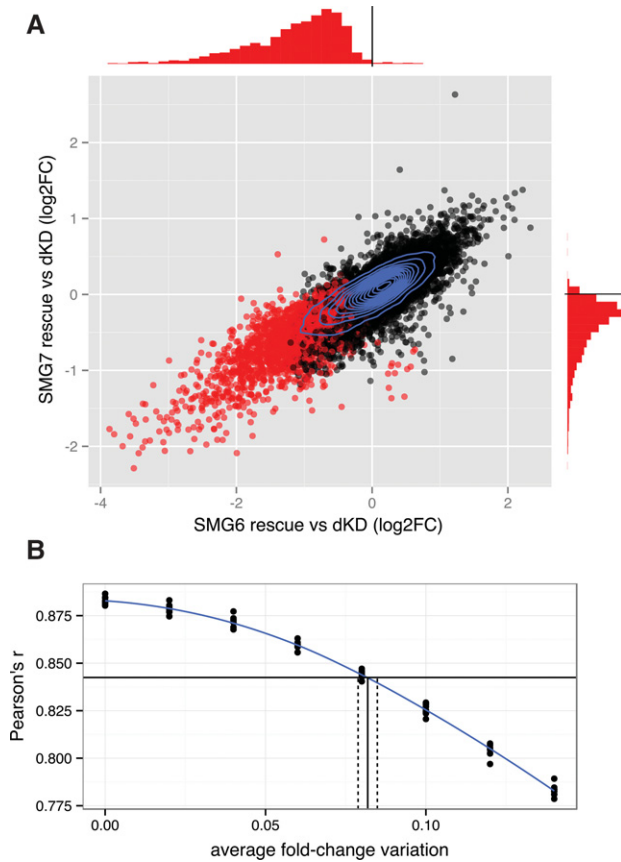 A
SMG7 rescue vs dKD (log2FC)
2
1
0
-1
-2
-4
-2
0
2
SMG6 rescue vs dKD (log2FC)
B
Pearson's r
0.875
0.850
0.825
0.800
0.775
0.00
0.05
0.10
average fold-change variation